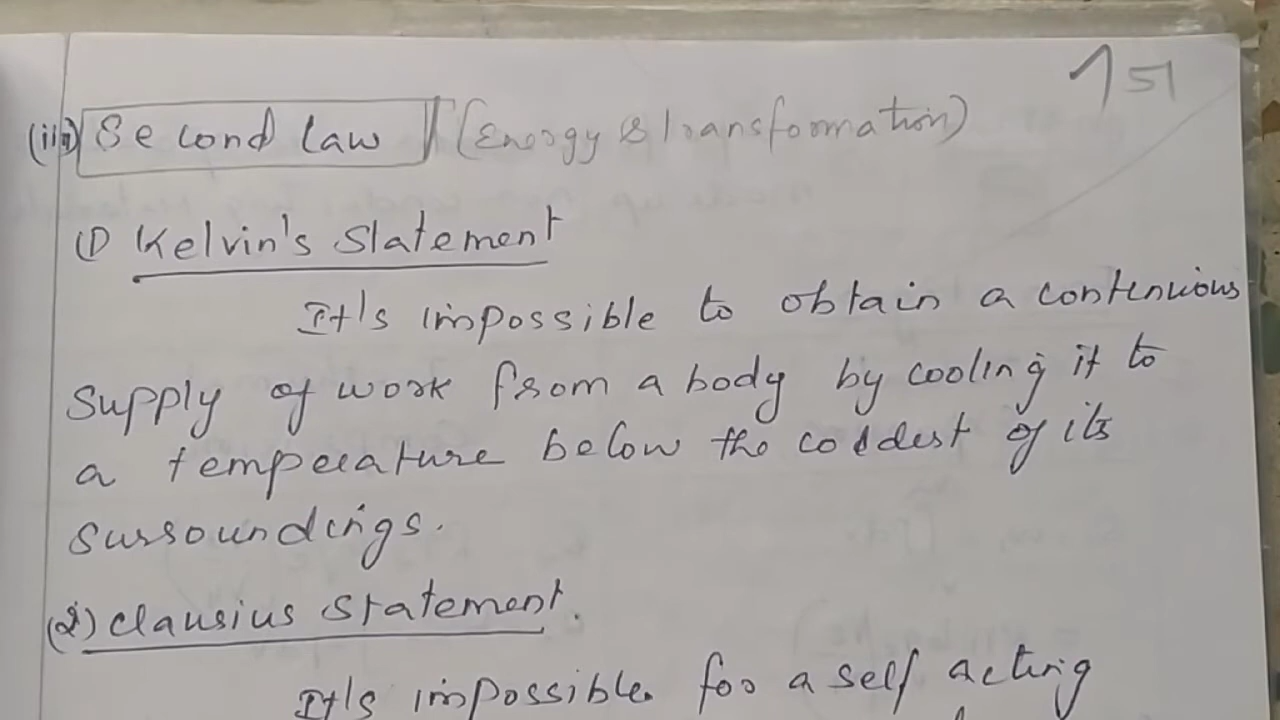 151
(iii) Second law (Energy & transformation)
(1) Kelvin's Statement
It's impossible to obtain a contenuious
supply of work from a body by cooling it to
a temperature below the coldest of its
surroundings.
(2) Clausius Statement.
It's impossible for a self acting